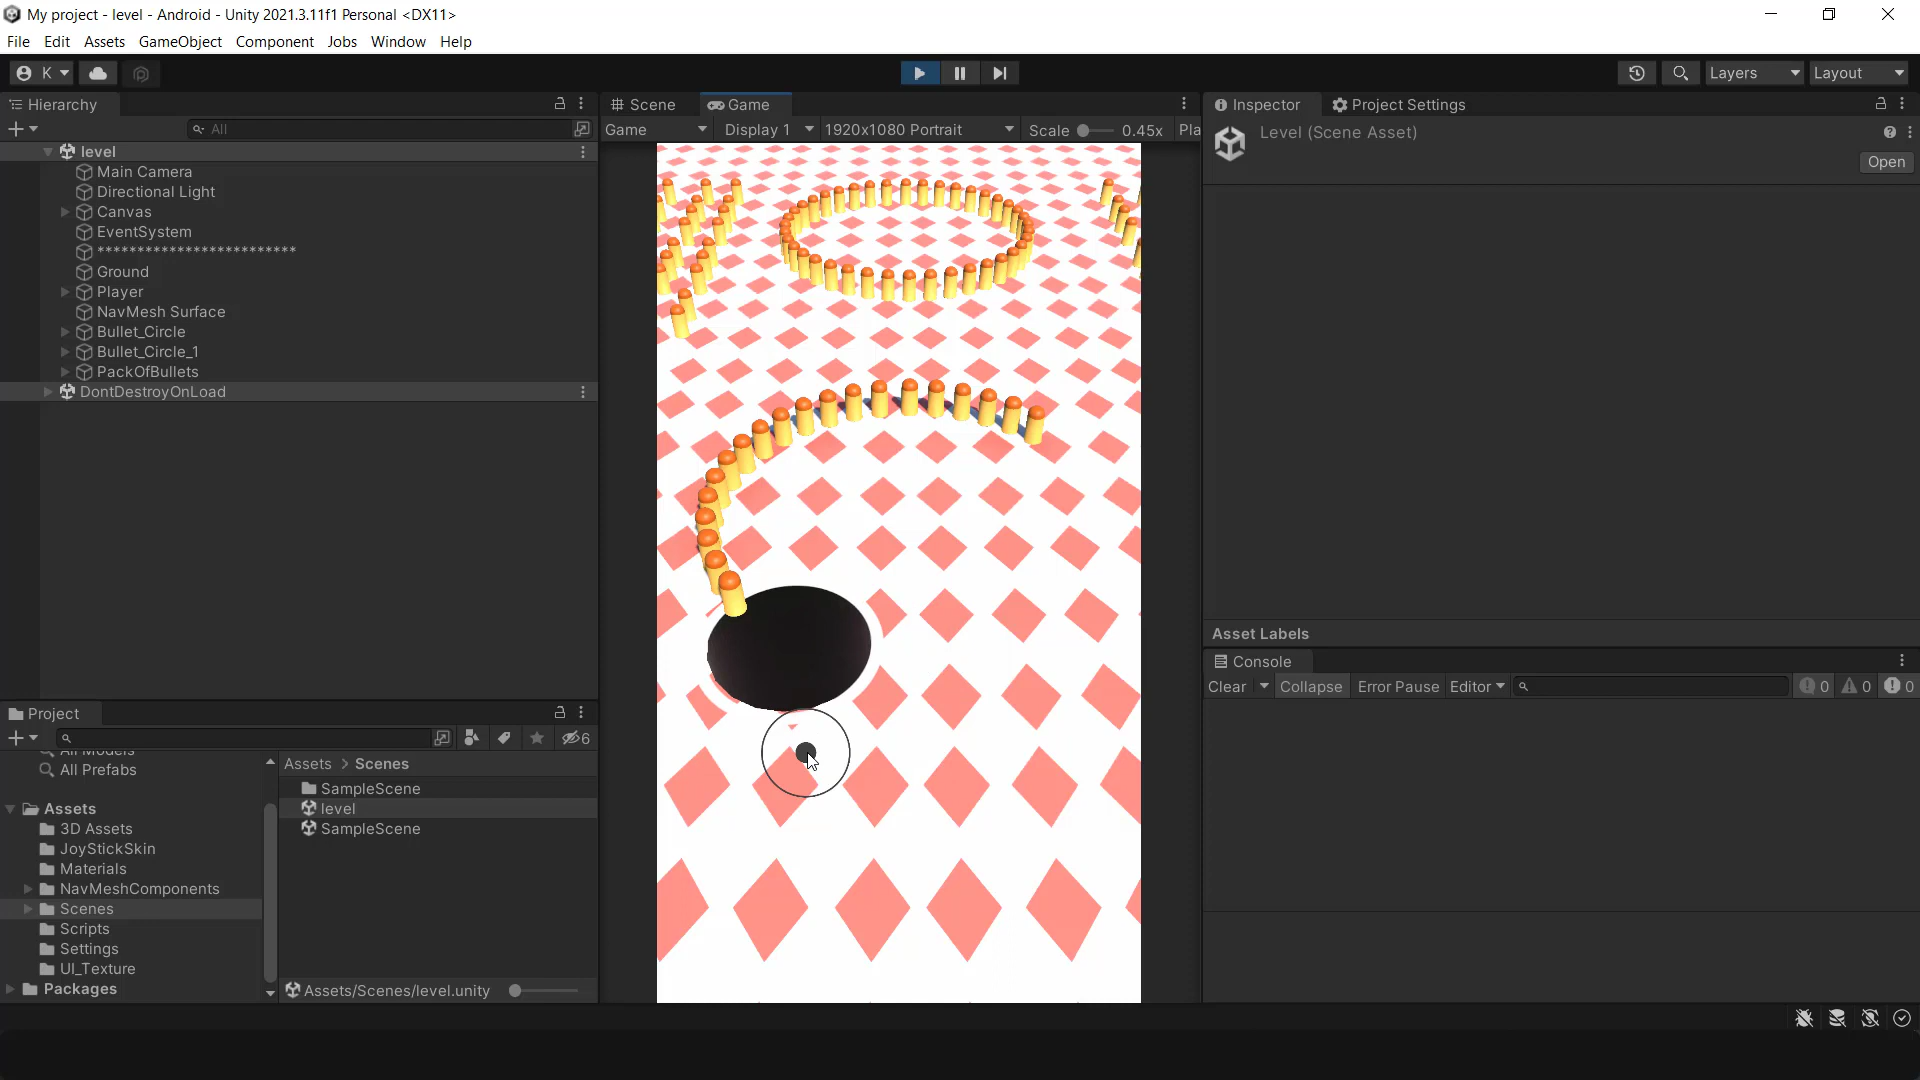 My project - level - Android - Unity 2021.3.11f1 Personal <DX11>
File Edit Assets GameObject Component Jobs Window Help
K
Layers
Layout
Hierarchy
All
level
Main Camera
Directional Light
Canvas
EventSystem
*************************
Ground
Player
NavMesh Surface
Bullet_Circle
Bullet_Circle_1
PackOfBullets
DontDestroyOnLoad
Scene
Game
Game
Display 1
1920x1080 Portrait
Scale
0.45x
Pla
Inspector
Project Settings
Level (Scene Asset)
Open
Asset Labels
Console
Clear
Collapse
Error Pause
Editor
0
0
0
Project
6
All Models
All Prefabs
Assets
3D Assets
JoyStickSkin
Materials
NavMeshComponents
Scenes
Scripts
Settings
UI_Texture
Packages
Assets > Scenes
SampleScene
level
SampleScene
Assets/Scenes/level.unity